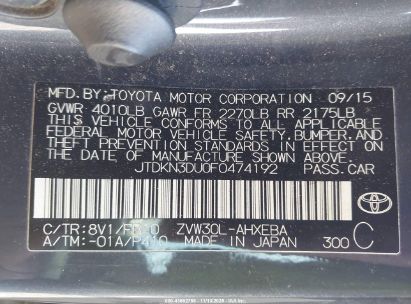 MFD.BY:TOYOTA MOTOR CORPORATION 09/15
GVWR 4010LB GAWR FR 2270LB RR 2175LB
THIS VEHICLE CONFORMS TO ALL APPLICABLE
FEDERAL MOTOR VEHICLE SAFETY, BUMPER, AND
THEFT PREVENTION STANDARDS IN EFFECT ON
THE DATE OF MANUFACTURE SHOWN ABOVE.
JTDKN3DU0F0474192 PASS.CAR
C/TR:8V1/ ZVW30L-AHXEBA
A/TM:-01A/P410 MADE IN JAPAN 300 C
TOYOTA